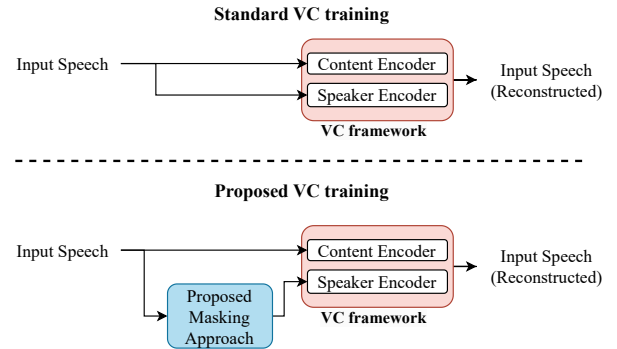 Standard VC training
Input Speech
Content Encoder
Speaker Encoder
VC framework
Input Speech
(Reconstructed)
Proposed VC training
Input Speech
Proposed
Masking
Approach
Content Encoder
Speaker Encoder
VC framework
Input Speech
(Reconstructed)